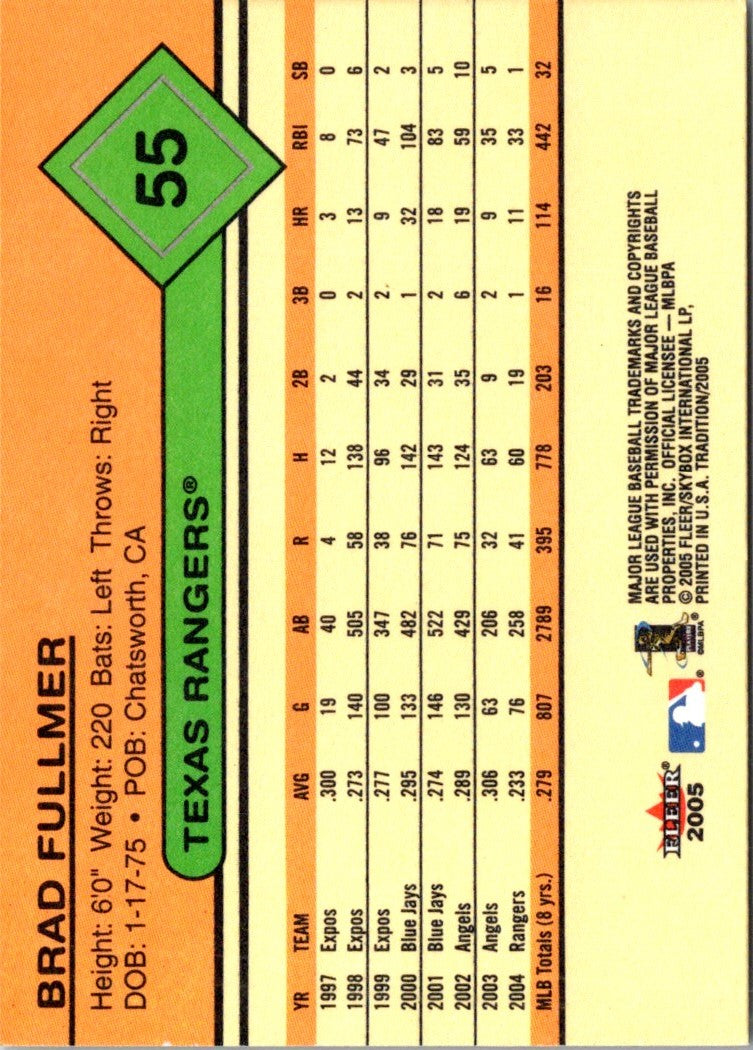 BRAD FULLMER
Height: 6'0" Weight: 220 Bats: Left Throws: Right
DOB: 1-17-75 • POB: Chatsworth, CA
55
TEXAS RANGERS®
YR TEAM AVG G AB R H 2B 3B HR RBI SB
1997 Expos .300 19 40 4 12 2 0 3 8 0
1998 Expos .273 140 505 58 138 44 2 13 73 6
1999 Expos .277 100 347 38 96 34 2 9 47 2
2000 Blue Jays .295 133 482 76 142 29 1 32 104 3
2001 Blue Jays .274 146 522 71 143 31 2 18 83 5
2002 Angels .289 130 429 75 124 35 6 19 59 10
2003 Angels .306 63 206 32 63 9 2 9 35 5
2004 Rangers .233 76 258 41 60 19 1 11 33 1
MLB Totals (8 yrs.) .279 807 2789 395 778 203 16 114 442 32
FLEER®
2005
®
PLAYERS
®
©MLBPA
MAJOR LEAGUE BASEBALL TRADEMARKS AND COPYRIGHTS
ARE USED WITH PERMISSION OF MAJOR LEAGUE BASEBALL
PROPERTIES, INC. OFFICIAL LICENSEE — MLBPA
© 2005 FLEER/SKYBOX INTERNATIONAL LP,
PRINTED IN U.S.A. TRADITION/2005